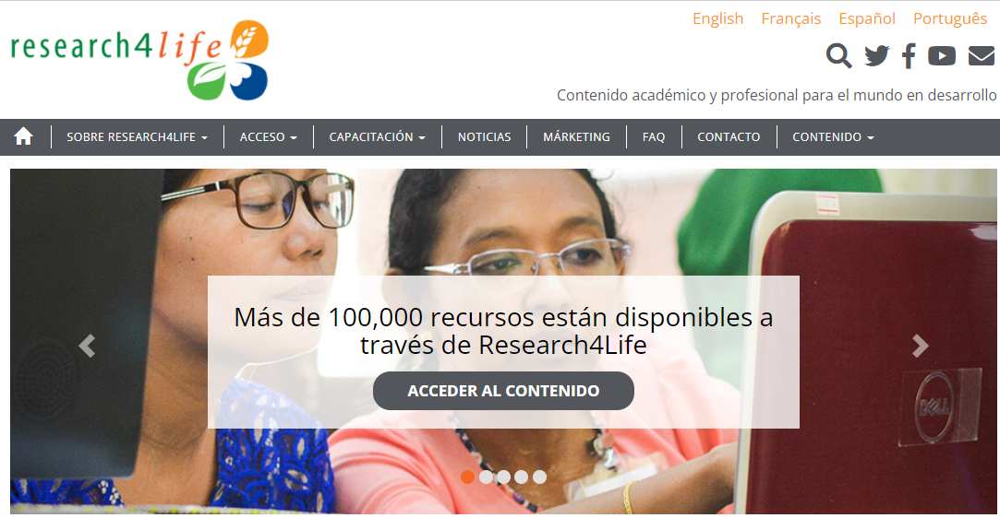 research4life
English Français Español Português
Contenido académico y profesional para el mundo en desarrollo
SOBRE RESEARCH4LIFE ACCESO CAPACITACIÓN NOTICIAS MÁRKETING FAQ CONTACTO CONTENIDO
Más de 100,000 recursos están disponibles a
través de Research4Life
ACCEDER AL CONTENIDO
DELL